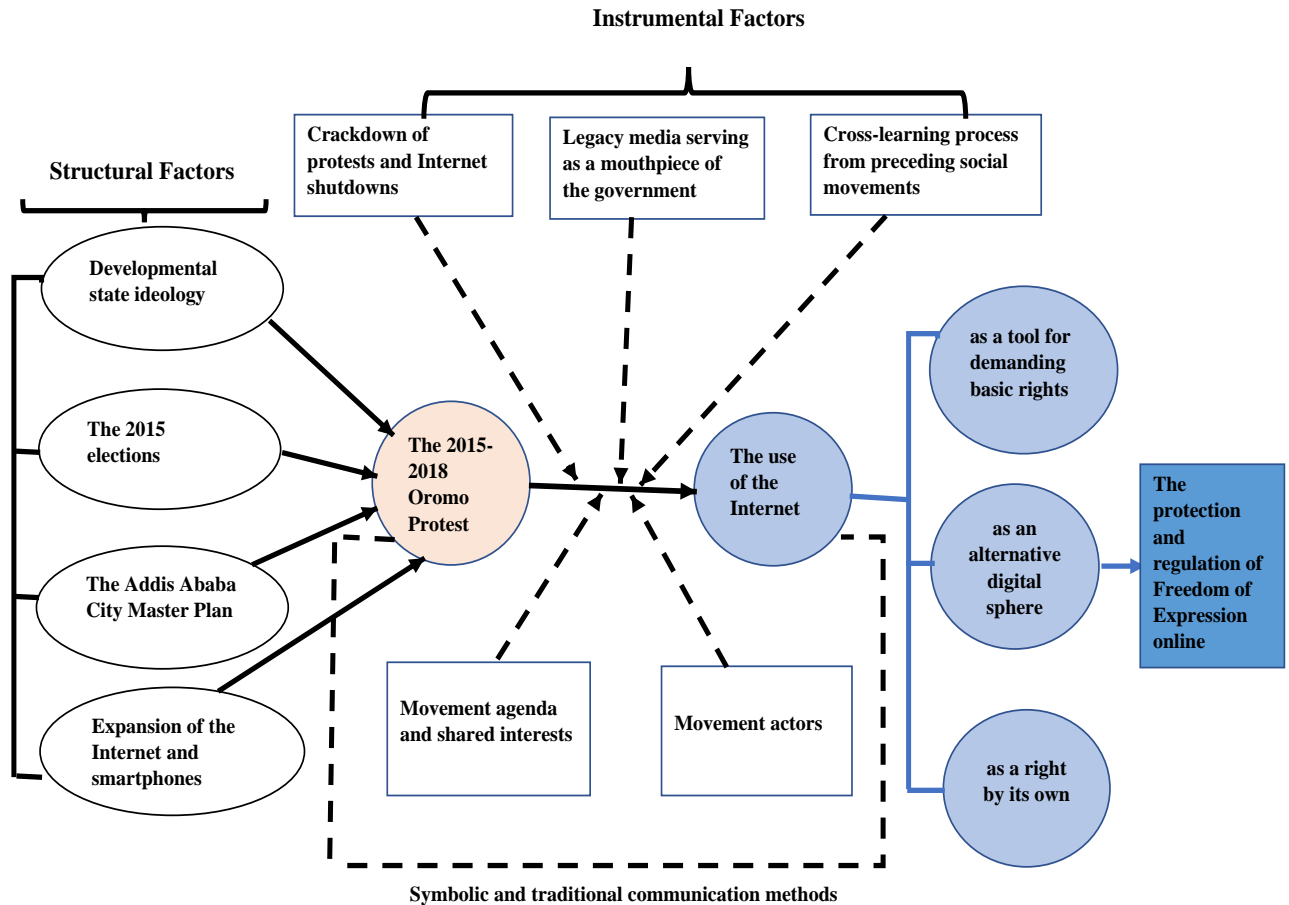 Instrumental Factors
Crackdown of
protests and Internet
shutdowns
Legacy media serving
as a mouthpiece of
the government
Cross-learning process
from preceding social
movements
Structural Factors
Developmental
state ideology
The 2015
elections
The Addis Ababa
City Master Plan
Expansion of the
Internet and
smartphones
The 2015-
2018
Oromo
Protest
The use
of the
Internet
as a tool for
demanding
basic rights
as an
alternative
digital
sphere
as a right
by its own
The
protection
and
regulation of
Freedom of
Expression
online
Movement agenda
and shared interests
Movement actors
Symbolic and traditional communication methods